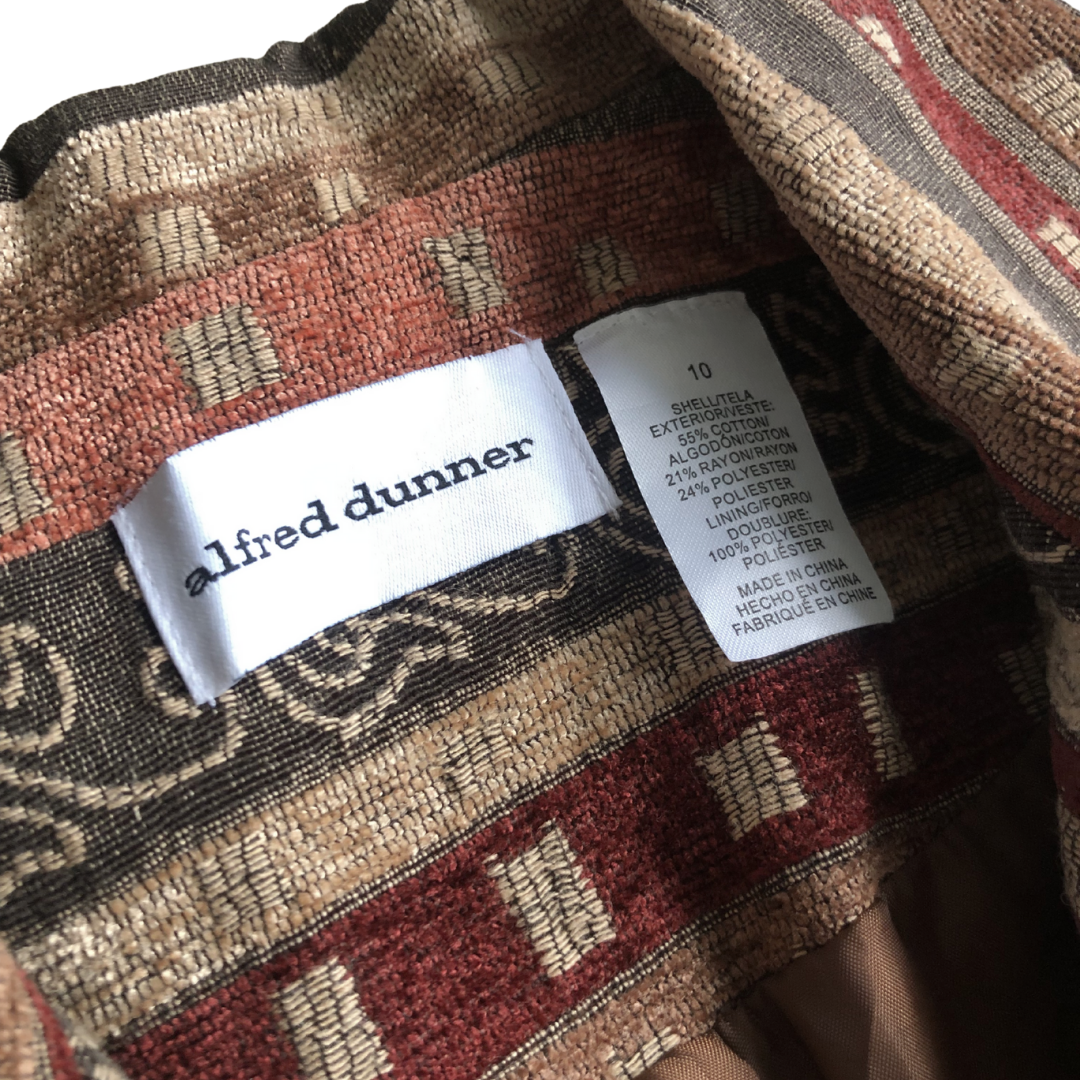 alfred dunner
10
SHELL/TELA
EXTERIOR/VESTE:
55% COTTON/
ALGODÓN/COTON
21% RAYON/RAYON
24% POLYESTER/
POLIESTER
LINING/FORRO/
DOUBLURE:
100% POLYESTER/
POLIÉSTER
MADE IN CHINA
HECHO EN CHINA
FABRIQUÉ EN CHINE